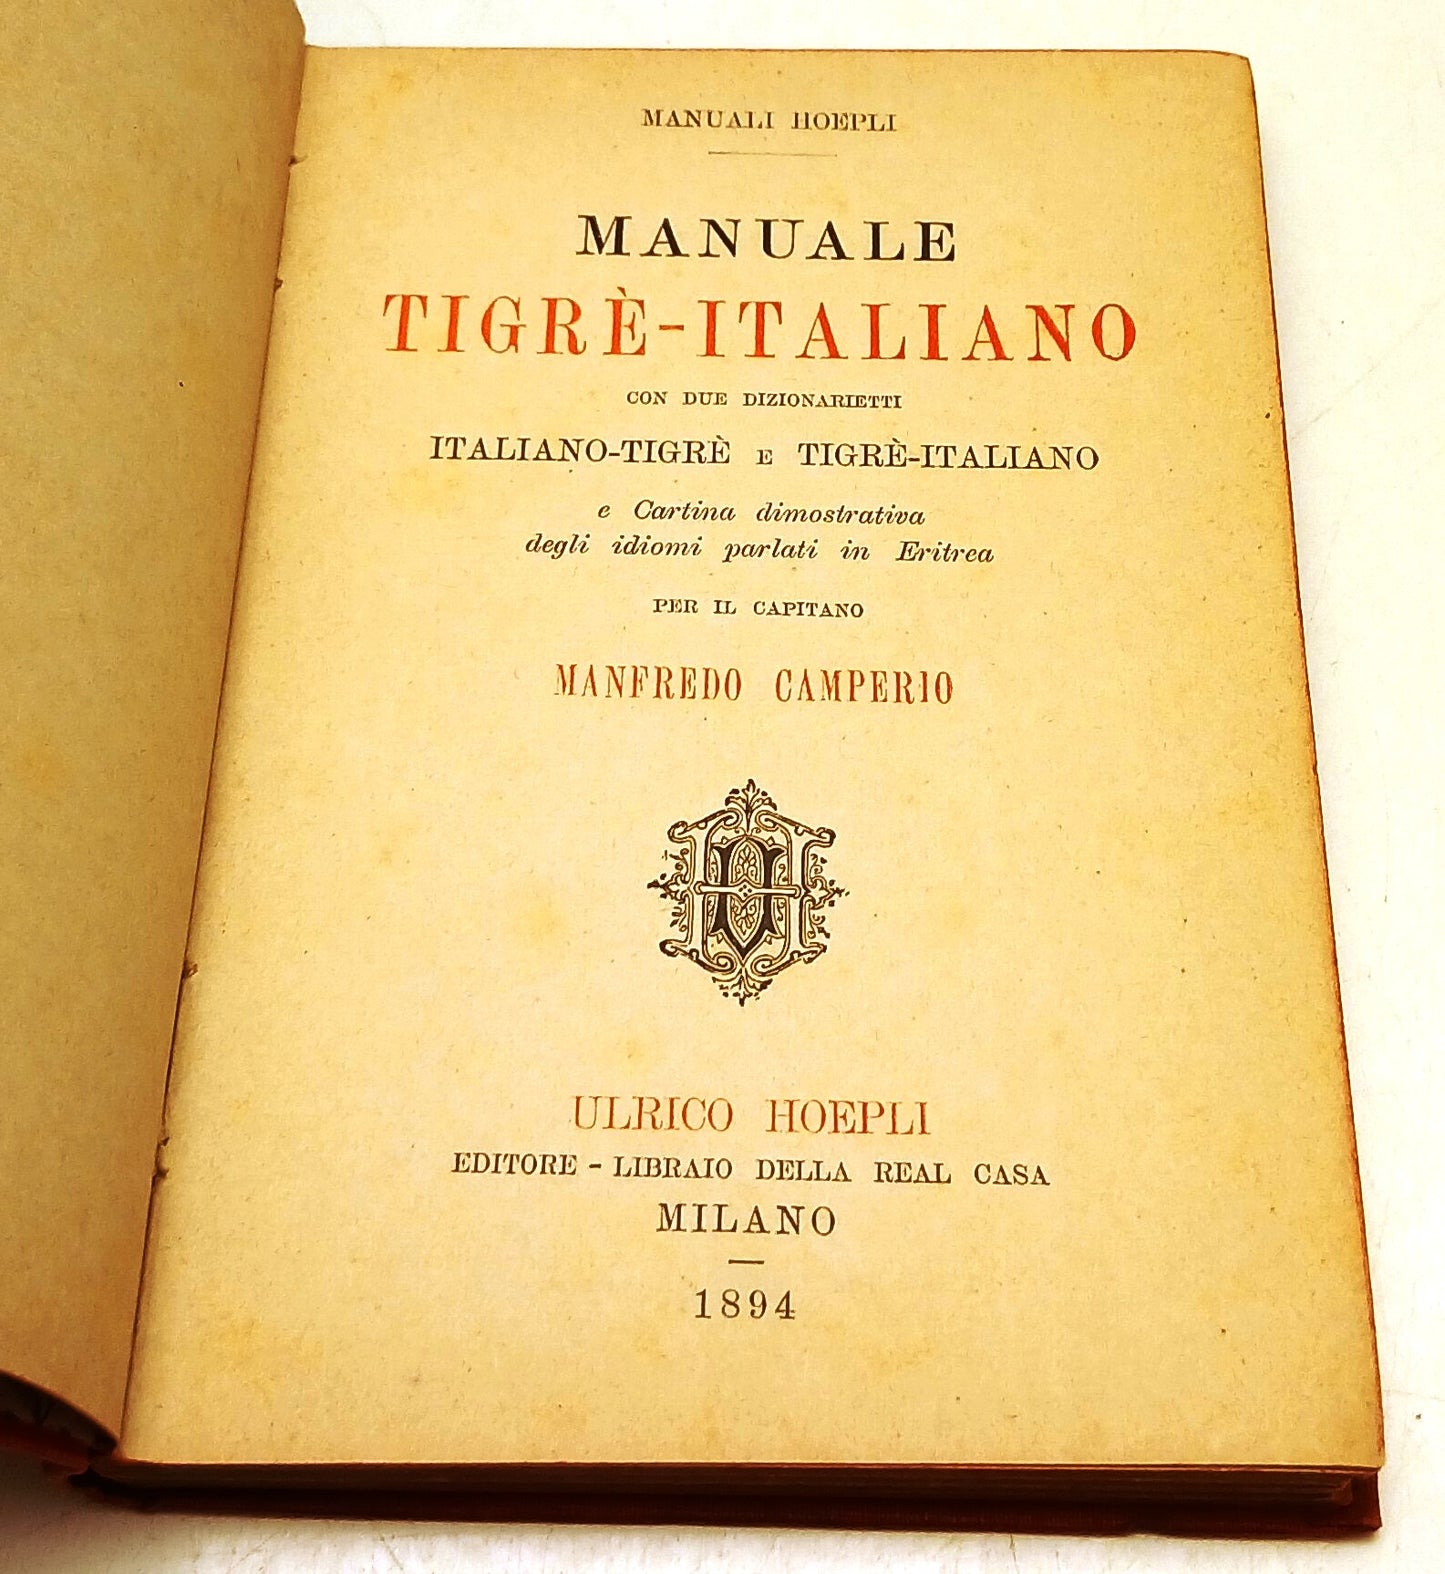 MANUALI HOEPLI
MANUALE
TIGRÈ-ITALIANO
CON DUE DIZIONARIETTI
ITALIANO-TIGRÈ E TIGRÈ-ITALIANO
e Cartina dimostrativa
degli idiomi parlati in Eritrea
PER IL CAPITANO
MANFREDO CAMPERIO
ULRICO HOEPLI
EDITORE-LIBRAIO DELLA REAL CASA
MILANO
1894